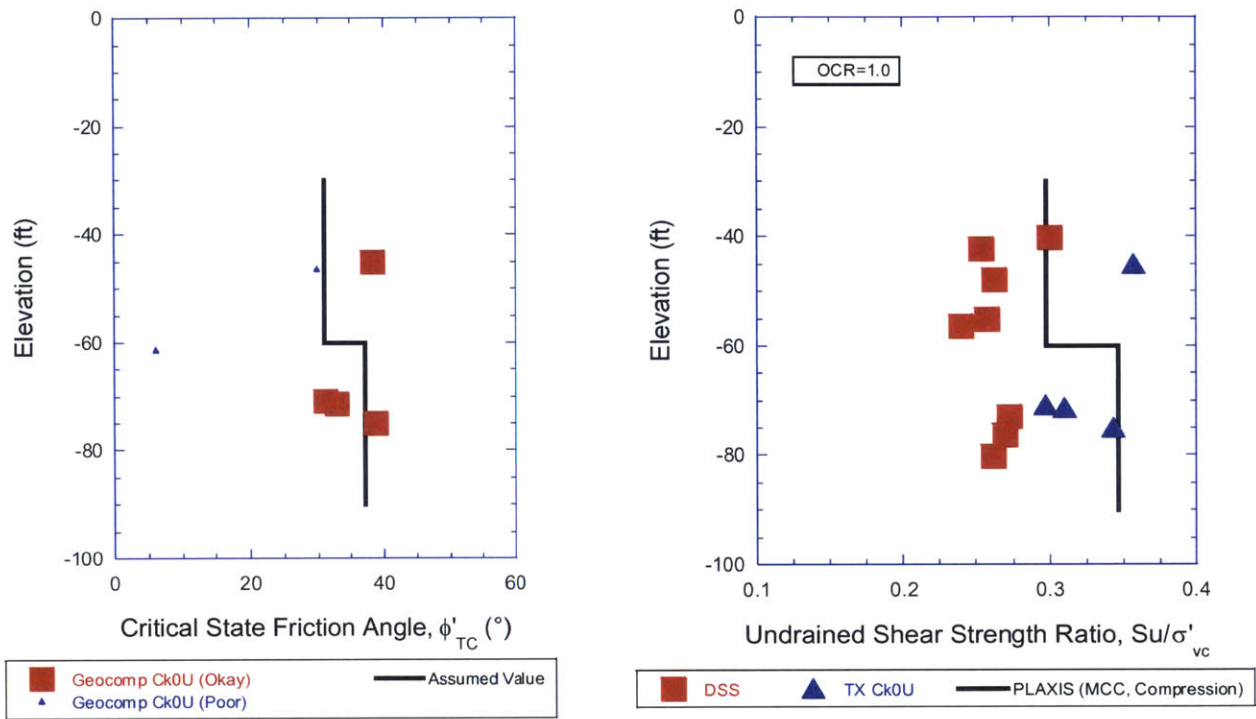 0
-20
-40
-60
-80
-100
Elevation (ft)
0 20 40 60
Critical State Friction Angle, ϕ'TC (°)
Geocomp Ck0U (Okay)
Assumed Value
Geocomp Ck0U (Poor)
OCR=1.0
0
-20
-40
-60
-80
-100
Elevation (ft)
0.1 0.2 0.3 0.4
Undrained Shear Strength Ratio, Su/σ'vc
DSS
TX Ck0U
PLAXIS (MCC, Compression)